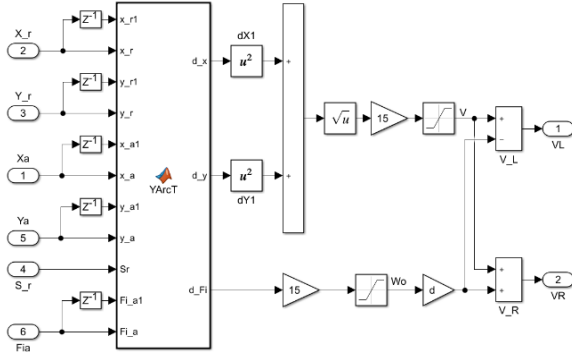 X_r
2
Z⁻¹
x_r1
x_r
Y_r
3
Z⁻¹
y_r1
y_r
Xa
1
Z⁻¹
x_a1
x_a
Ya
5
Z⁻¹
y_a1
y_a
4
S_r
Sr
6
Fia
Z⁻¹
Fi_a1
Fi_a
YArcT
d_x
d_y
d_Fi
dX1
u²
u²
dY1
+
+
√u
15
V
15
Wo
d
+
−
V_L
1
VL
+
+
V_R
2
VR